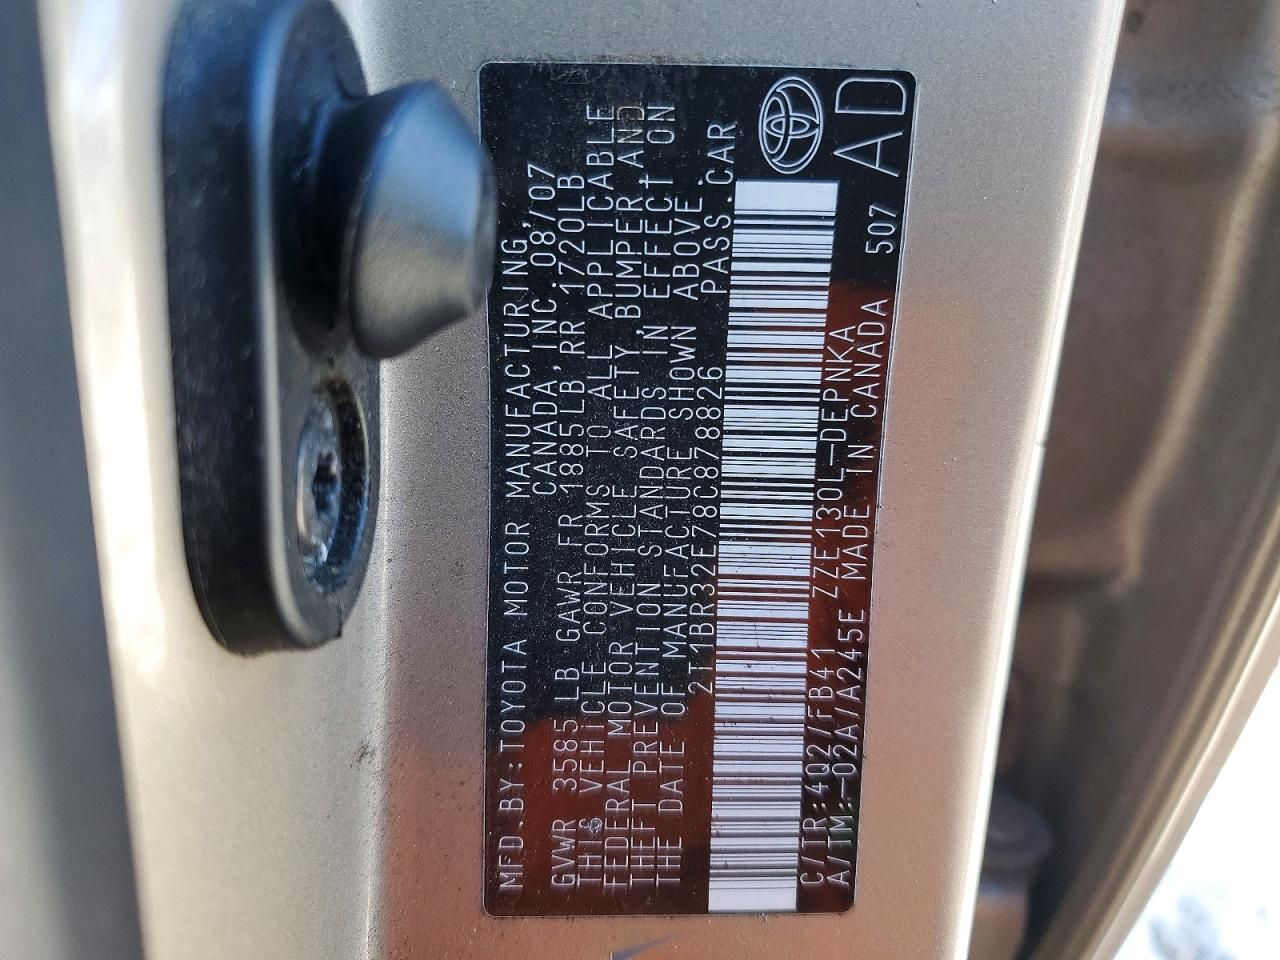 MFD.BY:TOYOTA MOTOR MANUFACTURING,
CANADA,INC.08/07
GVWR 3585LB GAWR FR 1885LB,RR 1720LB
THIS VEHICLE CONFORMS TO ALL APPLICABLE
FEDERAL MOTOR VEHICLE SAFETY,BUMPER,AND
THEFT PREVENTION STANDARDS IN EFFECT ON
THE DATE OF MANUFACTURE SHOWN ABOVE.
2T1BR32E78C878826 PASS.CAR
C/TR:4Q2/FB41 ZZE130L-DEPNKA
A/TM:-02A/A245E MADE IN CANADA
507 AD